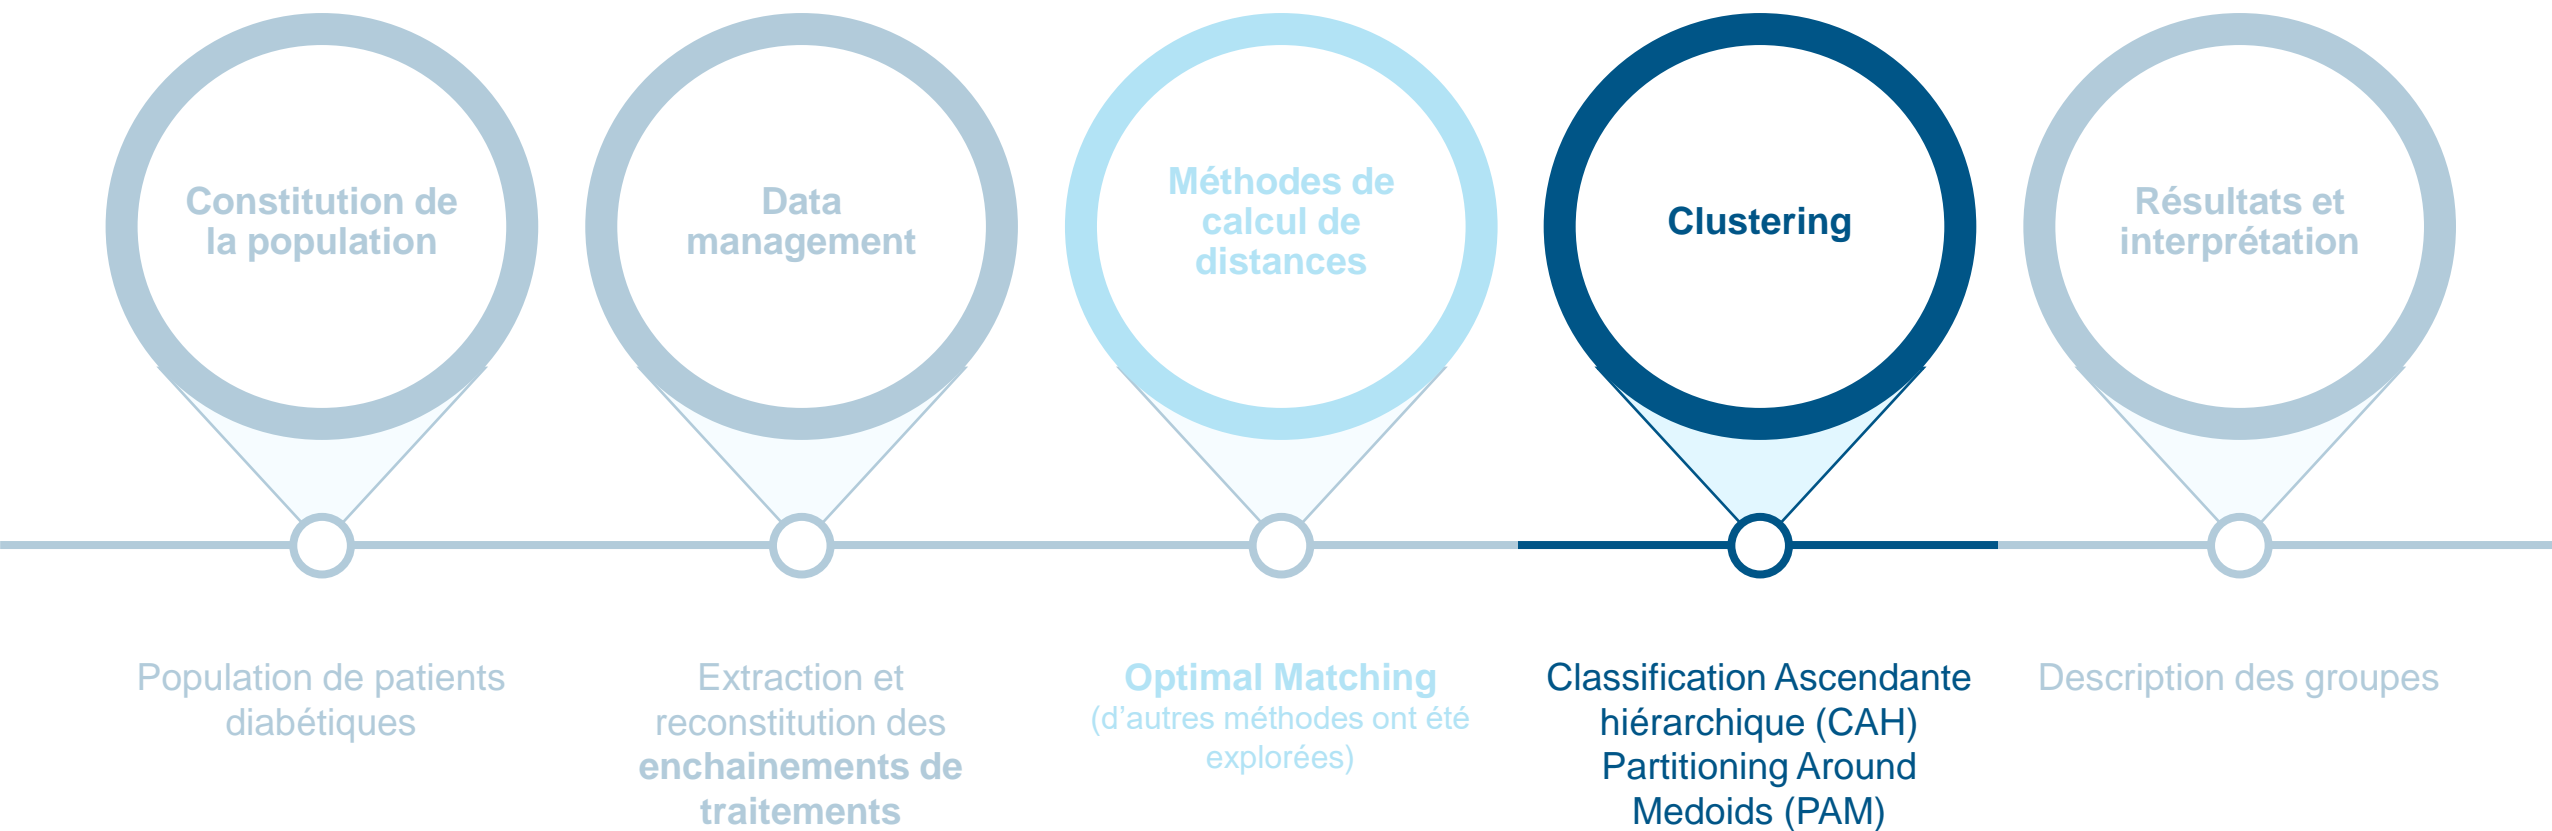 Constitution de
la population
Data
management
Méthodes de
calcul de
distances
Clustering
Résultats et
interprétation
Population de patients
diabétiques
Extraction et
reconstitution des
enchainements de
traitements
Optimal Matching
(d’autres méthodes ont été
explorées)
Classification Ascendante
hiérarchique (CAH)
Partitioning Around
Medoids (PAM)
Description des groupes